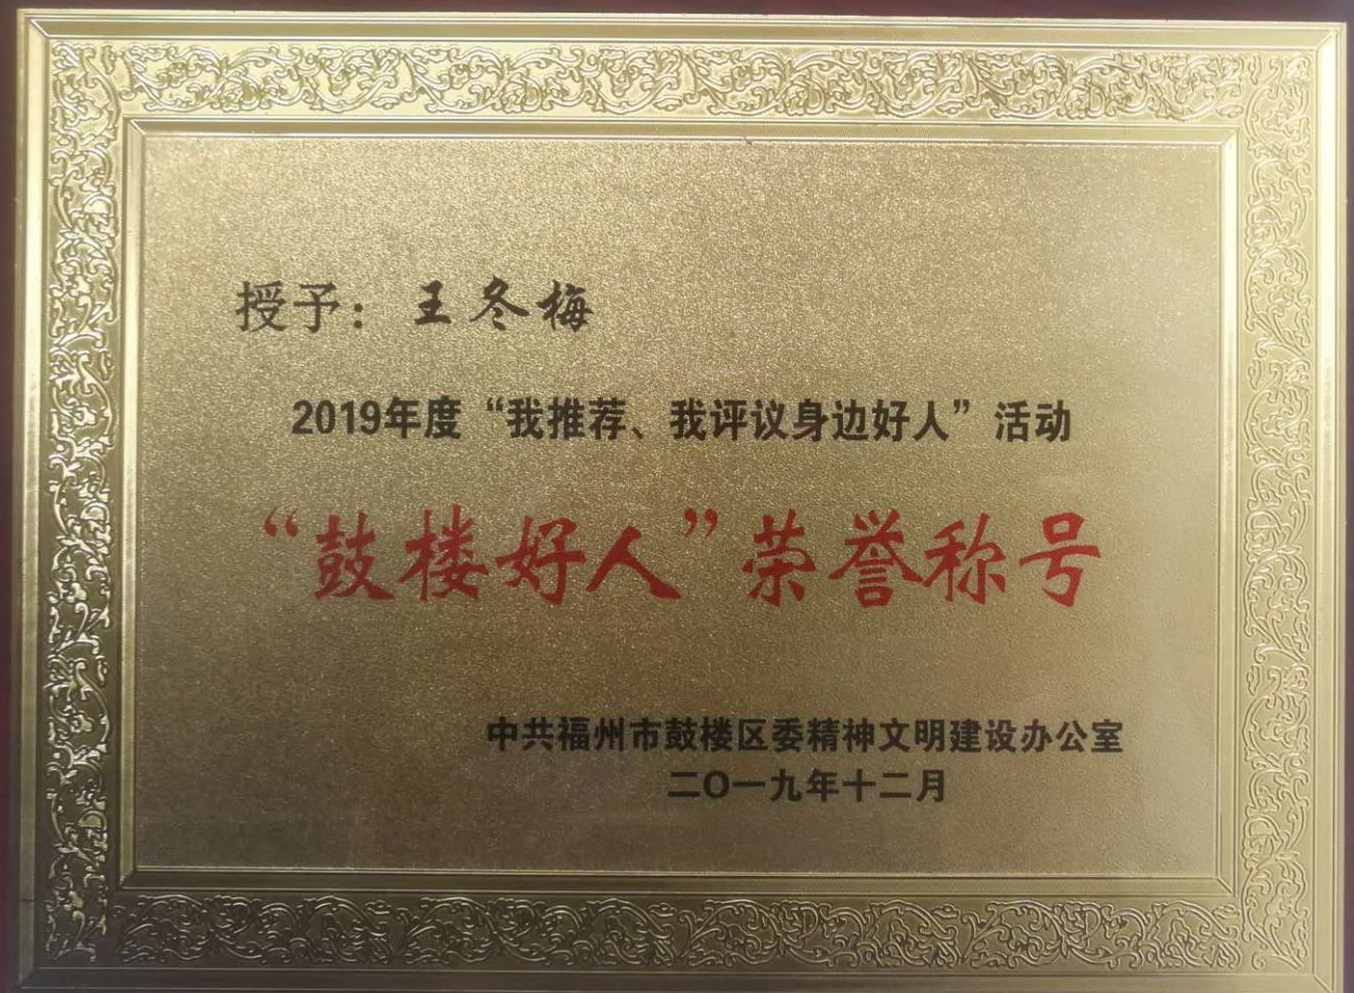 授予：王冬梅
2019年度“我推荐、我评议身边好人”活动
“鼓楼好人”荣誉称号
中共福州市鼓楼区委精神文明建设办公室
二〇一九年十二月